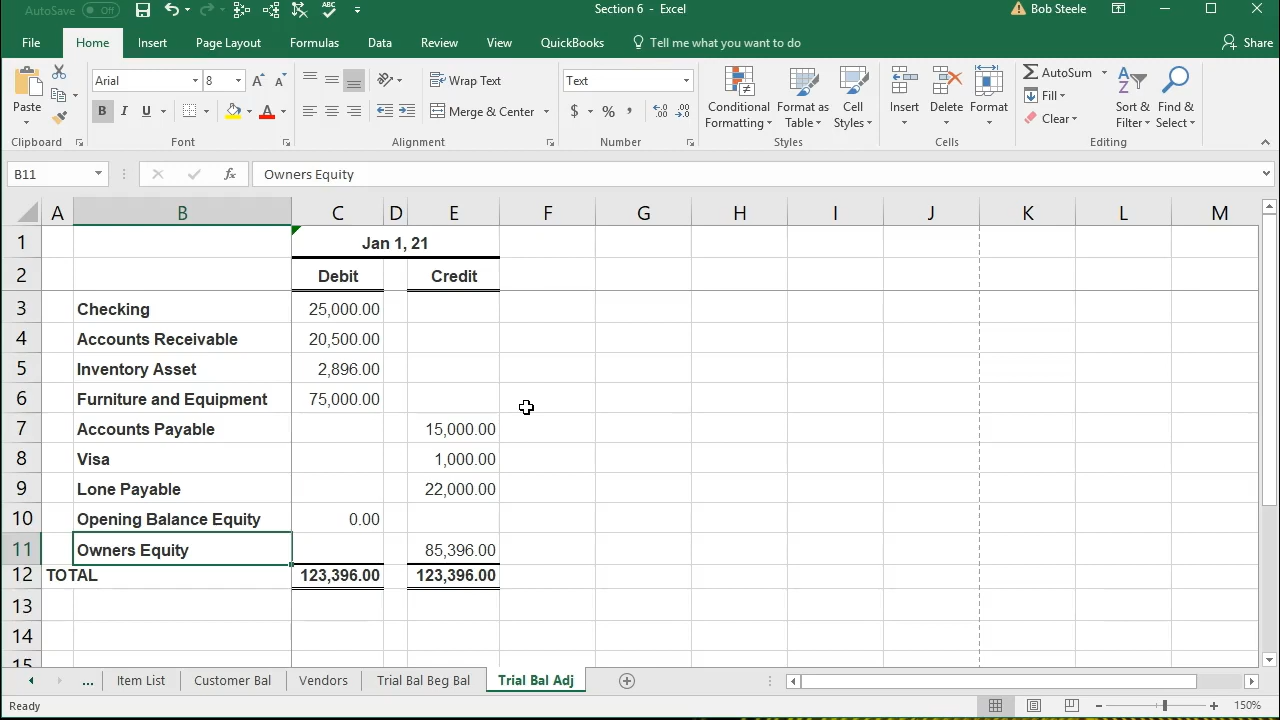 AutoSave Off
Section 6 - Excel
Bob Steele
File Home Insert Page Layout Formulas Data Review View QuickBooks Tell me what you want to do Share
Paste
Arial 8
B I U
Wrap Text
Merge & Center
Text
$ % ,
Conditional Formatting
Format as Table
Cell Styles
Insert Delete Format
AutoSum
Fill
Clear
Sort & Filter
Find & Select
Clipboard Font Alignment Number Styles Cells Editing
B11 fx Owners Equity
A B C D E F G H I J K L M
1 Jan 1, 21
2 Debit Credit
3 Checking 25,000.00
4 Accounts Receivable 20,500.00
5 Inventory Asset 2,896.00
6 Furniture and Equipment 75,000.00
7 Accounts Payable 15,000.00
8 Visa 1,000.00
9 Lone Payable 22,000.00
10 Opening Balance Equity 0.00
11 Owners Equity 85,396.00
12 TOTAL 123,396.00 123,396.00
13
14
15
... Item List Customer Bal Vendors Trial Bal Beg Bal Trial Bal Adj
Ready 150%